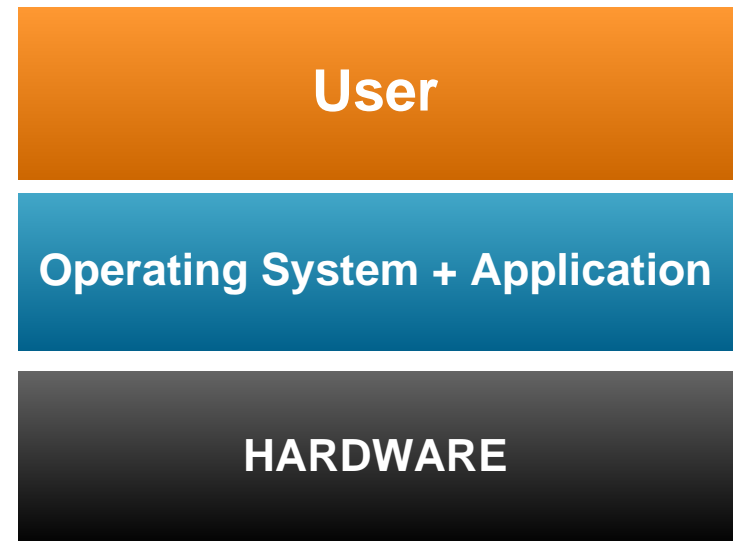 User
Operating System + Application
HARDWARE